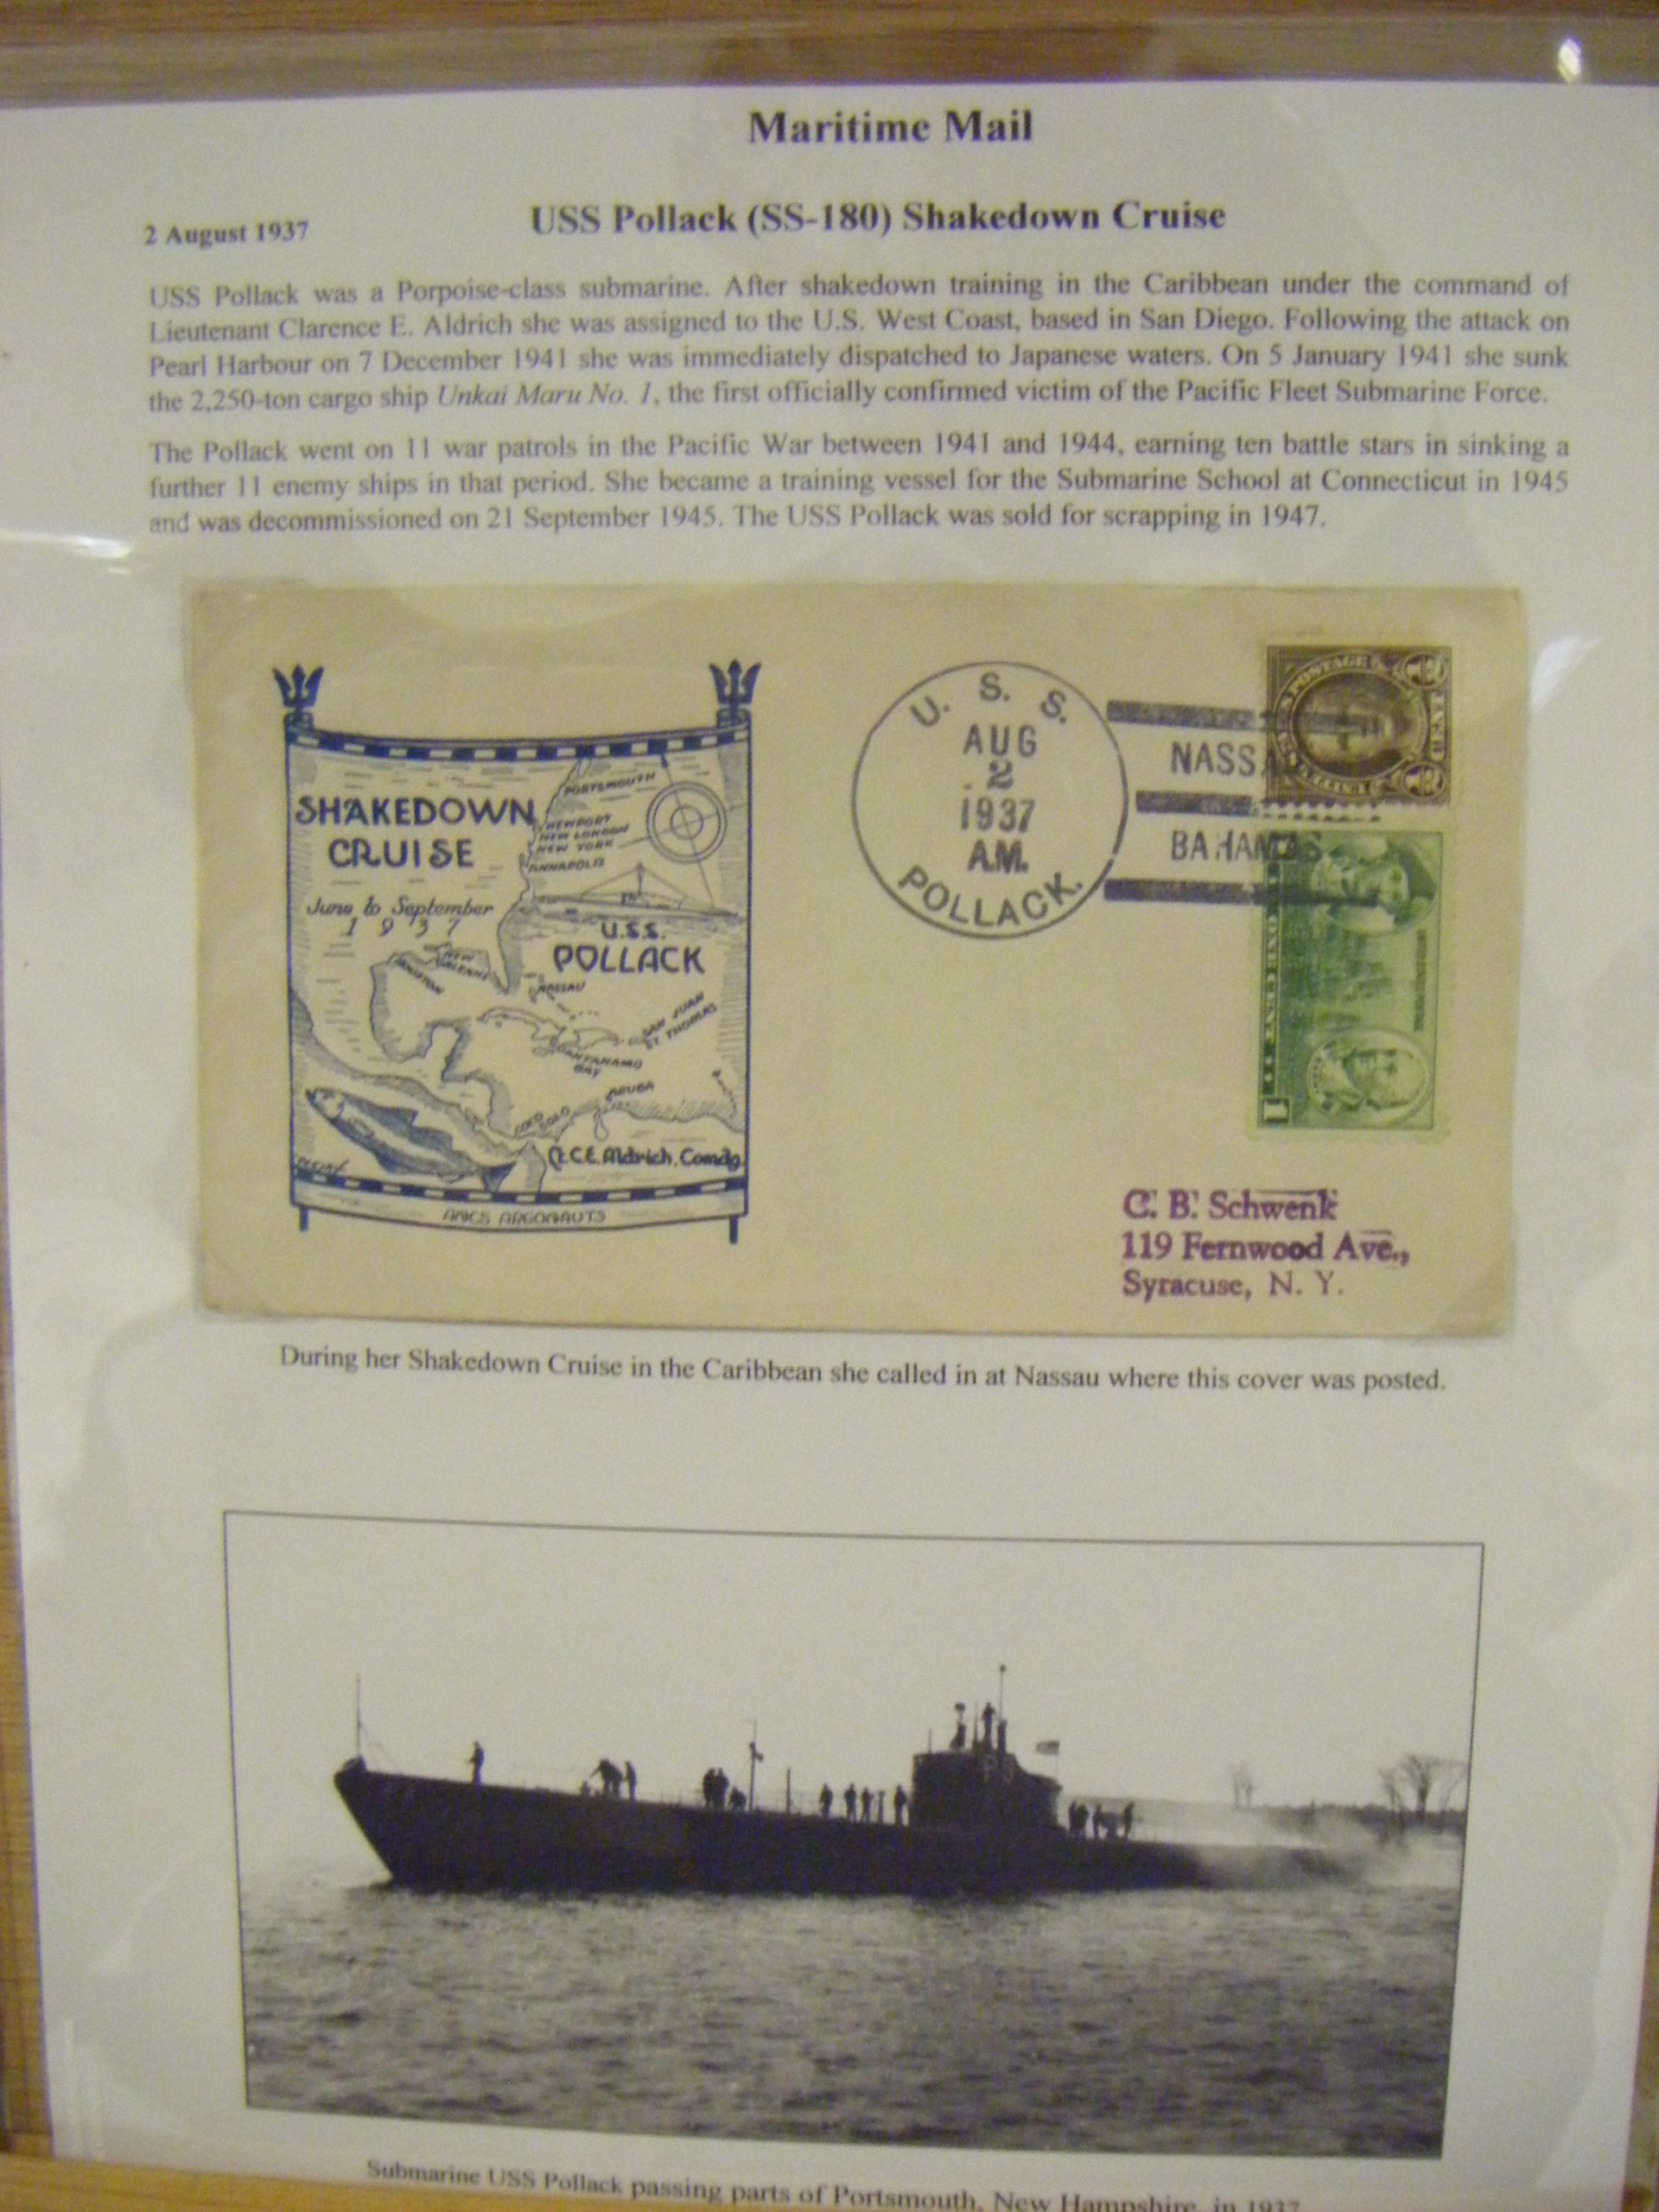 Maritime Mail
2 August 1937
USS Pollack (SS-180) Shakedown Cruise
USS Pollack was a Porpoise-class submarine. After shakedown training in the Caribbean under the command of
Lieutenant Clarence E. Aldrich she was assigned to the U.S. West Coast, based in San Diego. Following the attack on
Pearl Harbour on 7 December 1941 she was immediately dispatched to Japanese waters. On 5 January 1941 she sunk
the 2,250-ton cargo ship Unkai Maru No. 1, the first officially confirmed victim of the Pacific Fleet Submarine Force.
The Pollack went on 11 war patrols in the Pacific War between 1941 and 1944, earning ten battle stars in sinking a
further 11 enemy ships in that period. She became a training vessel for the Submarine School at Connecticut in 1945
and was decommissioned on 21 September 1945. The USS Pollack was sold for scrapping in 1947.
SHAKEDOWN
CRUISE
June to September
1937
PORTSMOUTH
NEWPORT
NEW LONDON
NEW YORK
ANNAPOLIS
U.S.S.
POLLACK
NEW
ORLEANS
NASSAU
SAN JUAN
ST. THOMAS
GUANTANAMO
BAY
ARUBA
COCO
SOLO
Lt. C.E. Aldrich, Comdg.
ANCS ARGONAUTS
U. S. S.
AUG
2
1937
A.M.
POLLACK.
NASSA
BAHAMAS
POSTAGE
C. B. Schwenk
119 Fernwood Ave.,
Syracuse, N. Y.
During her Shakedown Cruise in the Caribbean she called in at Nassau where this cover was posted.
Submarine USS Pollack passing parts of Portsmouth, New Hampshire, in 1937